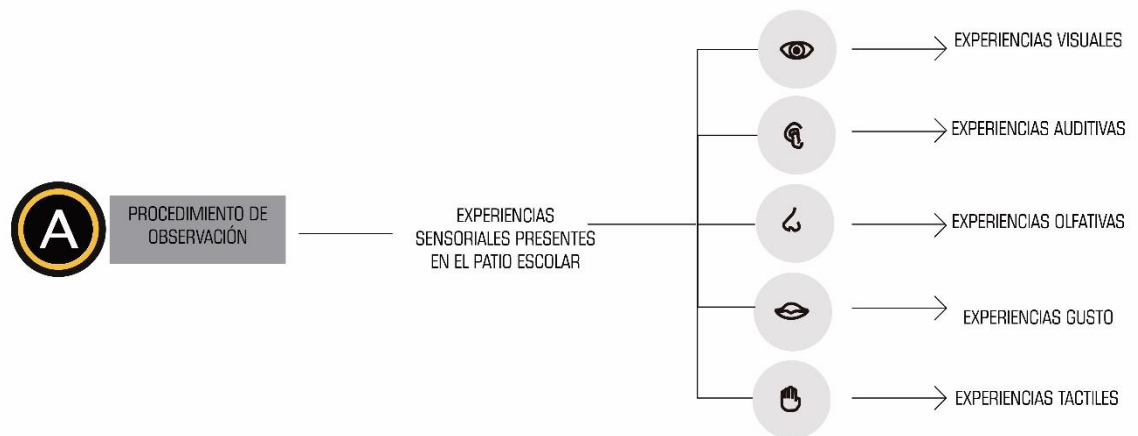 A
PROCEDIMIENTO DE
OBSERVACIÓN
EXPERIENCIAS
SENSORIALES PRESENTES
EN EL PATIO ESCOLAR
EXPERIENCIAS VISUALES
EXPERIENCIAS AUDITIVAS
EXPERIENCIAS OLFATIVAS
EXPERIENCIAS GUSTO
EXPERIENCIAS TACTILES